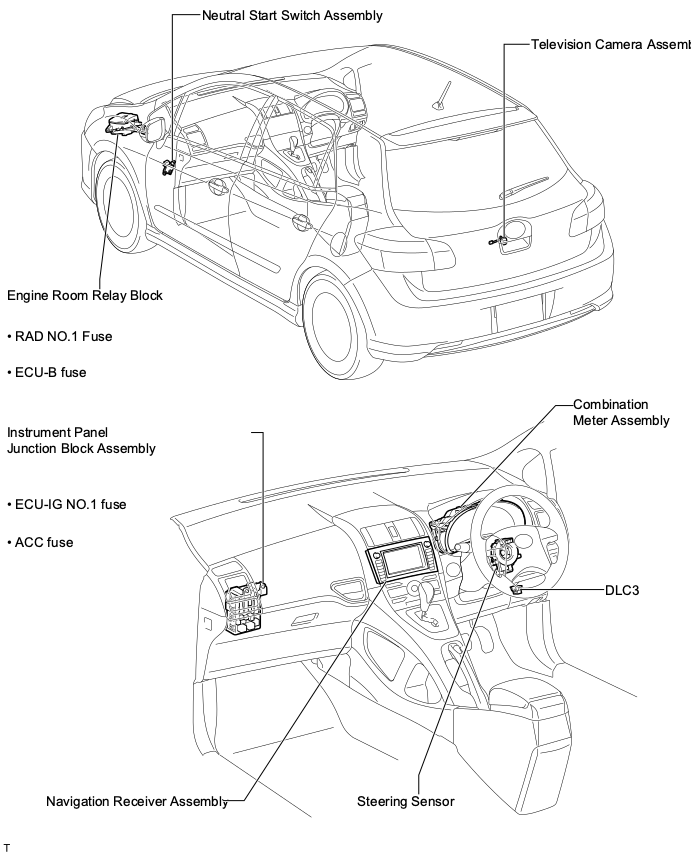 Neutral Start Switch Assembly
Television Camera Assemb
Engine Room Relay Block
• RAD NO.1 Fuse
• ECU-B fuse
Combination
Meter Assembly
Instrument Panel
Junction Block Assembly
• ECU-IG NO.1 fuse
• ACC fuse
DLC3
Navigation Receiver Assembly
Steering Sensor
T